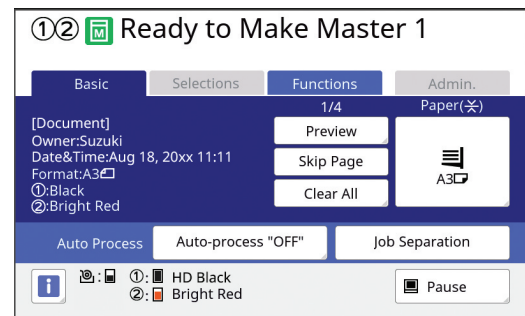 ①② M Ready to Make Master 1
Basic Selections Functions Admin.
1/4 Paper(⚹)
[Document]
Owner:Suzuki
Date&Time:Aug 18, 20xx 11:11
Format:A3
①:Black
②:Bright Red
Preview
Skip Page
Clear All
A3
Auto Process Auto-process "OFF" Job Separation
i : ①: HD Black
②: Bright Red
Pause